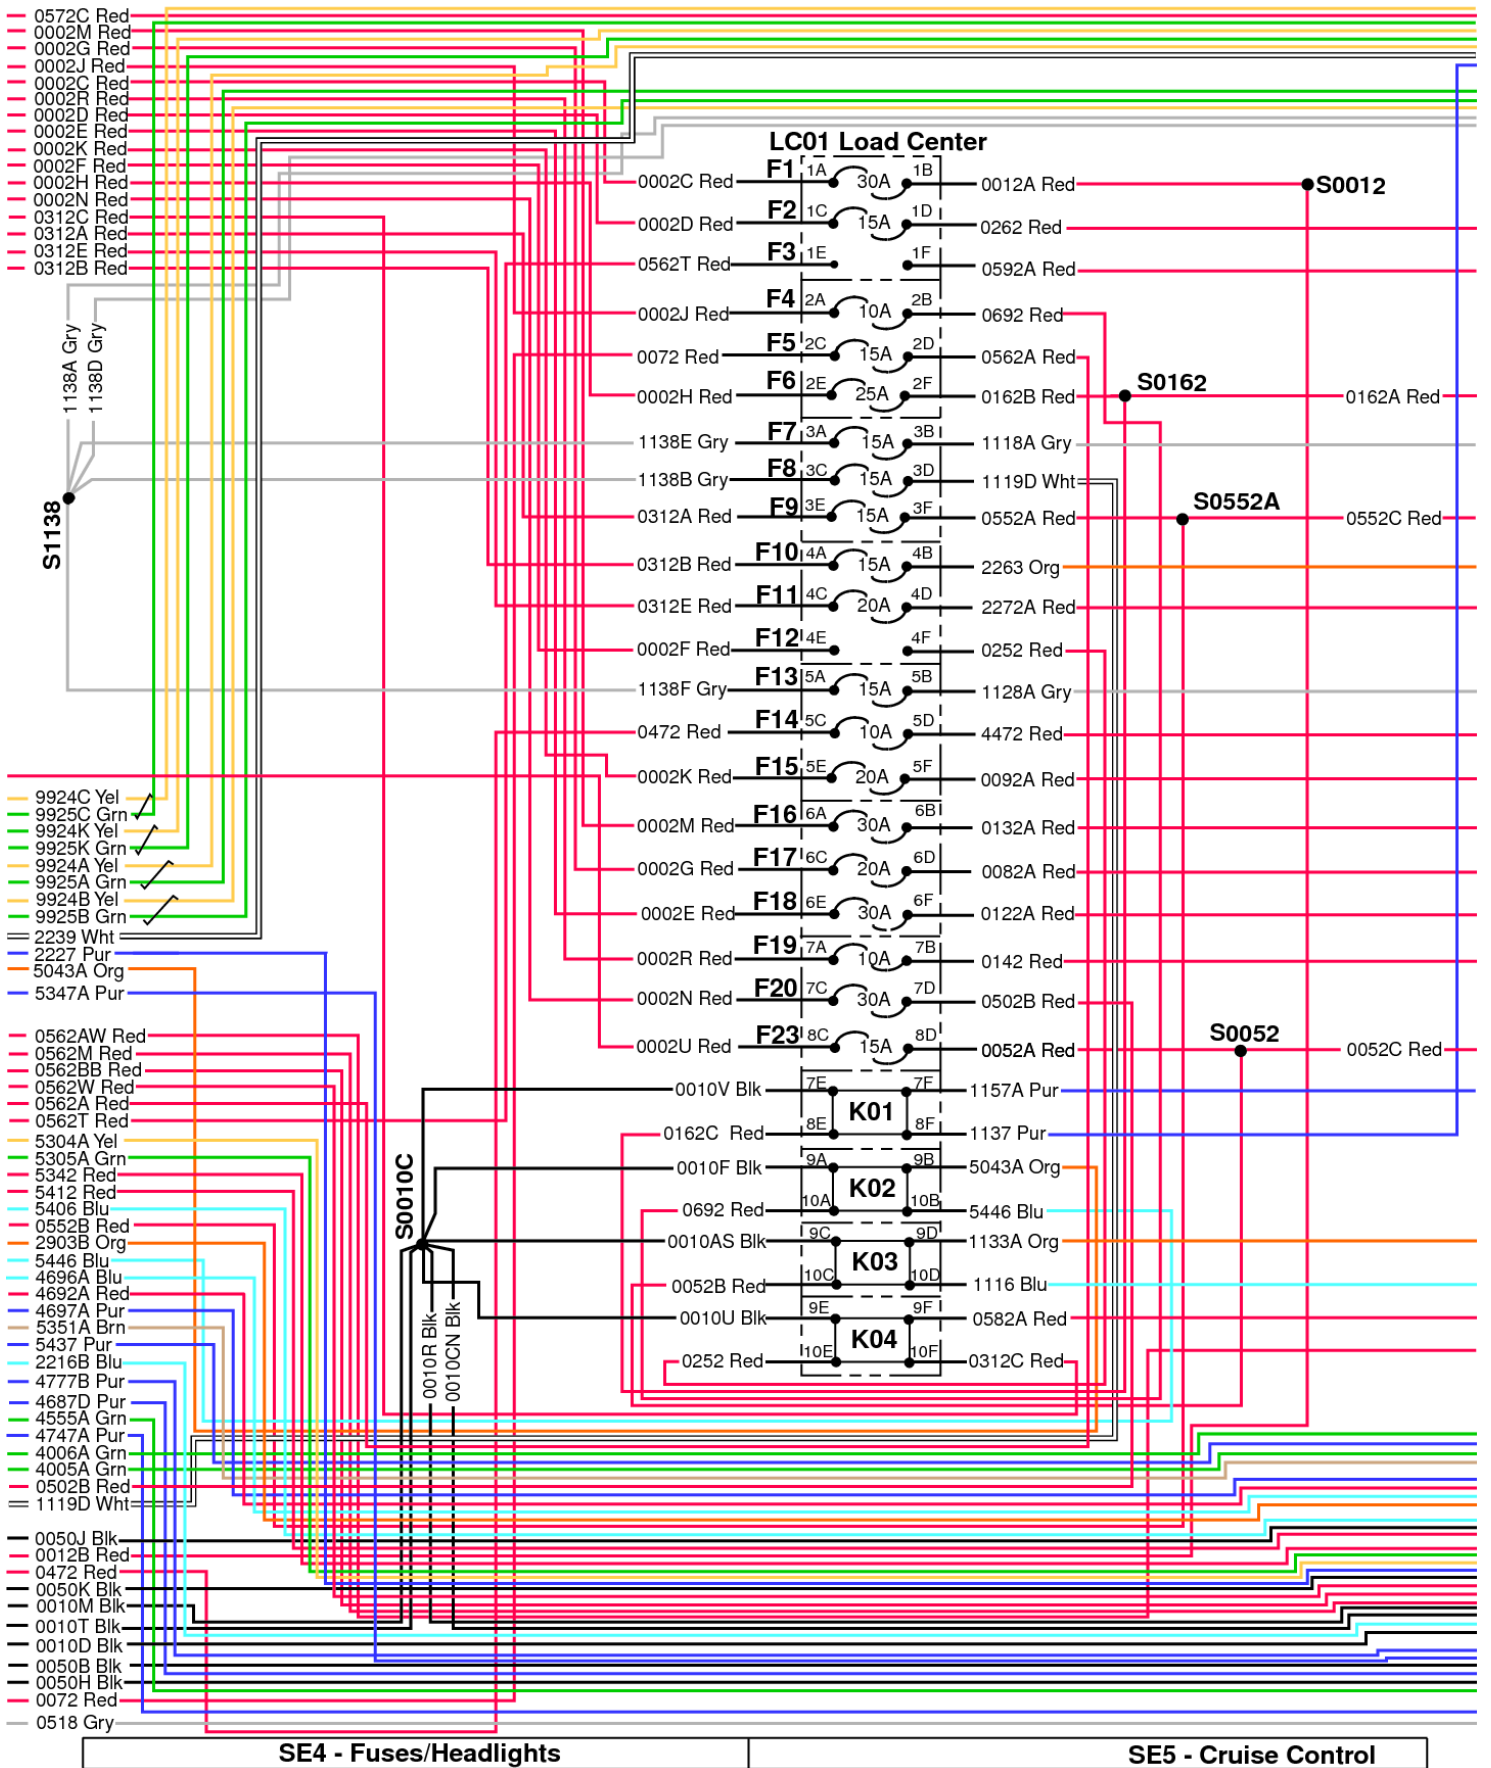 0572C Red
0002M Red
0002G Red
0002J Red
0002C Red
0002R Red
0002D Red
0002E Red
0002K Red
0002F Red
0002H Red
0002N Red
0312C Red
0312A Red
0312E Red
0312B Red
1138A Gry
1138D Gry
S1138
9924C Yel
9925C Grn
9924K Yel
9925K Grn
9924A Yel
9925A Grn
9924B Yel
9925B Grn
2239 Wht
2227 Pur
5043A Org
5347A Pur
0562AW Red
0562M Red
0562BB Red
0562W Red
0562A Red
0562T Red
5304A Yel
5305A Grn
5342 Red
5412 Red
5406 Blu
0552B Red
2903B Org
5446 Blu
4696A Blu
4692A Red
4697A Pur
5351A Brn
5437 Pur
2216B Blu
4777B Pur
4687D Pur
4555A Grn
4747A Pur
4006A Grn
4005A Grn
0502B Red
1119D Wht
0050J Blk
0012B Red
0472 Red
0050K Blk
0010M Blk
0010T Blk
0010D Blk
0050B Blk
0050H Blk
0072 Red
0518 Gry
S0010C
0010R Blk
0010CN Blk
LC01 Load Center
0002C Red F1 1A 30A 1B 0012A Red S0012
0002D Red F2 1C 15A 1D 0262 Red
0562T Red F3 1E 1F 0592A Red
0002J Red F4 2A 10A 2B 0692 Red
0072 Red F5 2C 15A 2D 0562A Red
0002H Red F6 2E 25A 2F 0162B Red S0162 0162A Red
1138E Gry F7 3A 15A 3B 1118A Gry
1138B Gry F8 3C 15A 3D 1119D Wht
0312A Red F9 3E 15A 3F 0552A Red S0552A 0552C Red
0312B Red F10 4A 15A 4B 2263 Org
0312E Red F11 4C 20A 4D 2272A Red
0002F Red F12 4E 4F 0252 Red
1138F Gry F13 5A 15A 5B 1128A Gry
0472 Red F14 5C 10A 5D 4472 Red
0002K Red F15 5E 20A 5F 0092A Red
0002M Red F16 6A 30A 6B 0132A Red
0002G Red F17 6C 20A 6D 0082A Red
0002E Red F18 6E 30A 6F 0122A Red
0002R Red F19 7A 10A 7B 0142 Red
0002N Red F20 7C 30A 7D 0502B Red
0002U Red F23 8C 15A 8D 0052A Red S0052 0052C Red
0010V Blk 7E 7F 1157A Pur
K01
0162C Red 8E 8F 1137 Pur
0010F Blk 9A 9B 5043A Org
K02
0692 Red 10A 10B 5446 Blu
0010AS Blk 9C 9D 1133A Org
K03
0052B Red 10C 10D 1116 Blu
0010U Blk 9E 9F 0582A Red
K04
0252 Red 10E 10F 0312C Red
SE4 - Fuses/Headlights
SE5 - Cruise Control